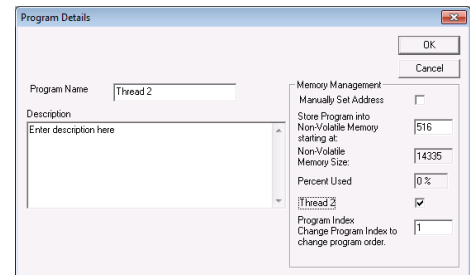 Program Details
OK
Cancel
Program Name
Thread 2
Description
Enter description here
Memory Management
Manually Set Address
Store Program into
Non-Volatile Memory
starting at:
516
Non-Volatile
Memory Size:
14335
Percent Used
0 %
Thread 2
Program Index
Change Program Index to
change program order.
1